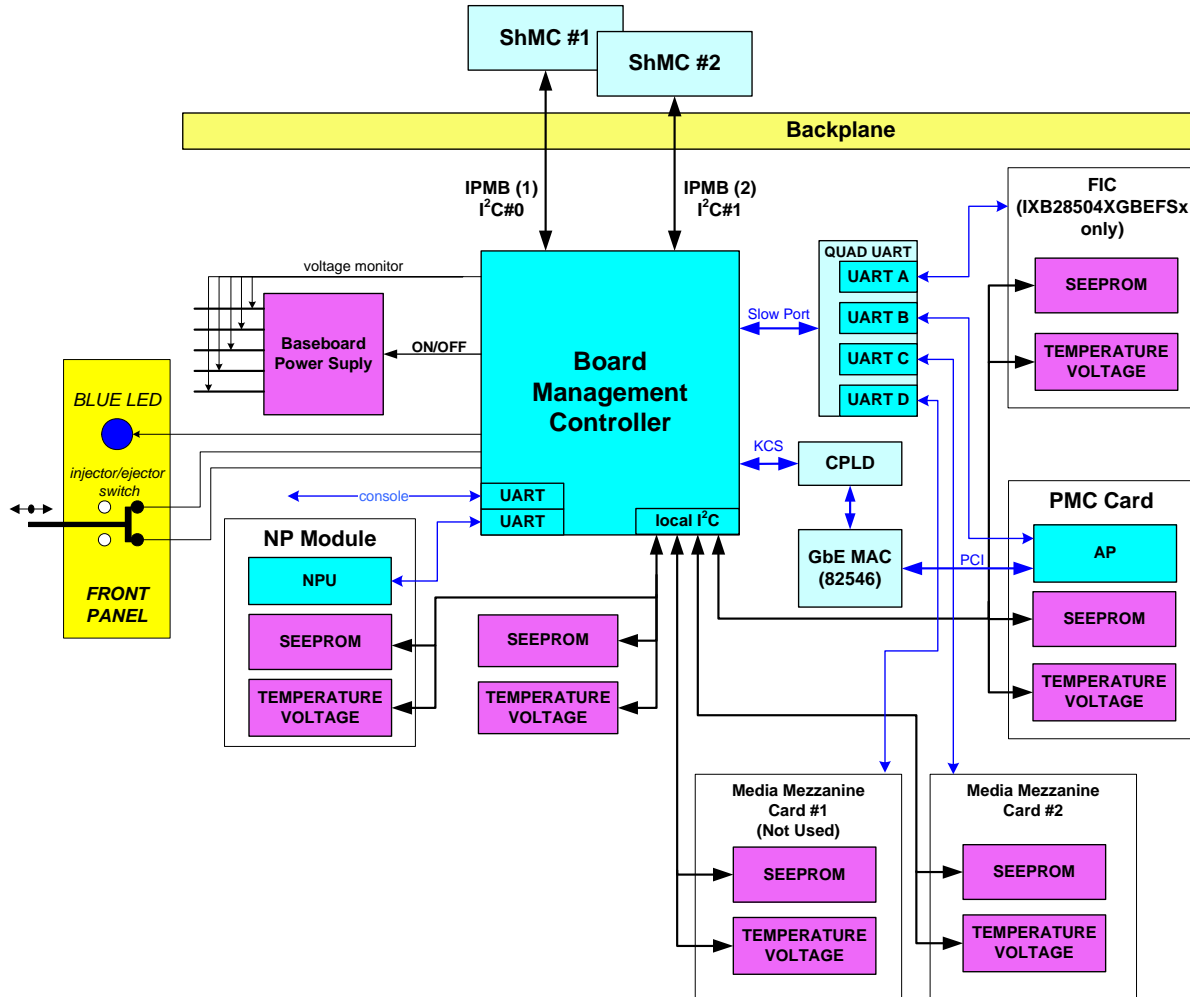 ShMC #1
ShMC #2
Backplane
IPMB (1)
I²C#0
IPMB (2)
I²C#1
FIC
(IXB28504XGBEFSx
only)
SEEPROM
TEMPERATURE
VOLTAGE
QUAD UART
UART A
UART B
UART C
UART D
Slow Port
voltage monitor
Baseboard
Power Suply
ON/OFF
Board
Management
Controller
BLUE LED
injector/ejector
switch
FRONT
PANEL
console
UART
UART
local I²C
KCS
CPLD
GbE MAC
(82546)
PCI
PMC Card
AP
SEEPROM
TEMPERATURE
VOLTAGE
NP Module
NPU
SEEPROM
TEMPERATURE
VOLTAGE
SEEPROM
TEMPERATURE
VOLTAGE
Media Mezzanine
Card #1
(Not Used)
SEEPROM
TEMPERATURE
VOLTAGE
Media Mezzanine
Card #2
SEEPROM
TEMPERATURE
VOLTAGE